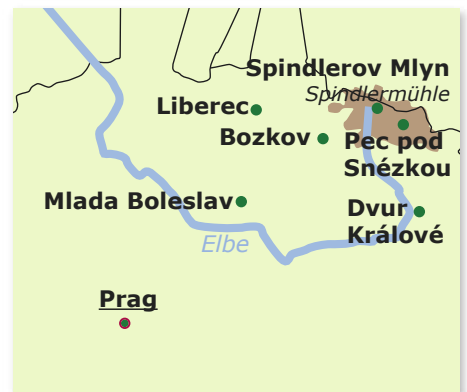 Spindlerov Mlyn
Spindlermühle
Liberec
Bozkov
Pec pod
Snézkou
Mlada Boleslav
Dvur
Králové
Elbe
Prag